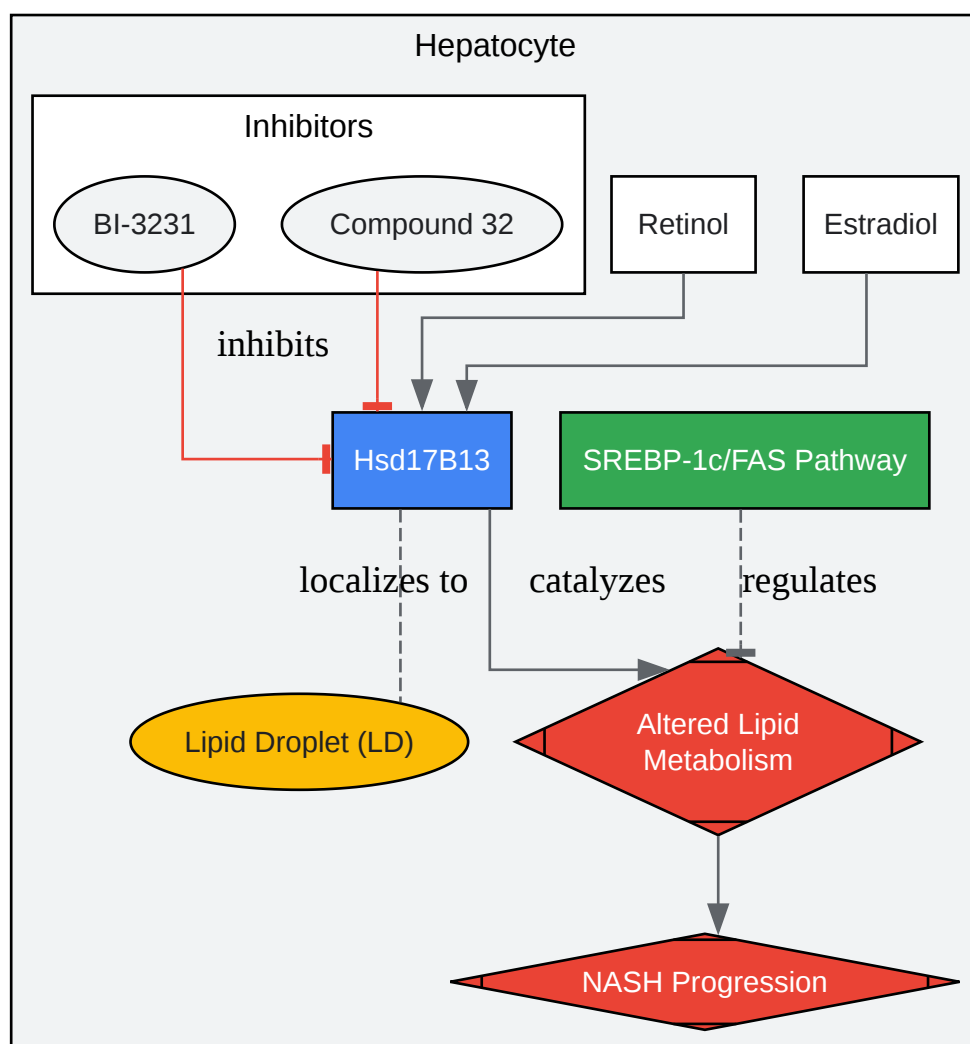 Hepatocyte
Inhibitors
BI-3231
Compound 32
Retinol
Estradiol
inhibits
Hsd17B13
SREBP-1c/FAS Pathway
localizes to
catalyzes
regulates
Lipid Droplet (LD)
Altered Lipid
Metabolism
NASH Progression